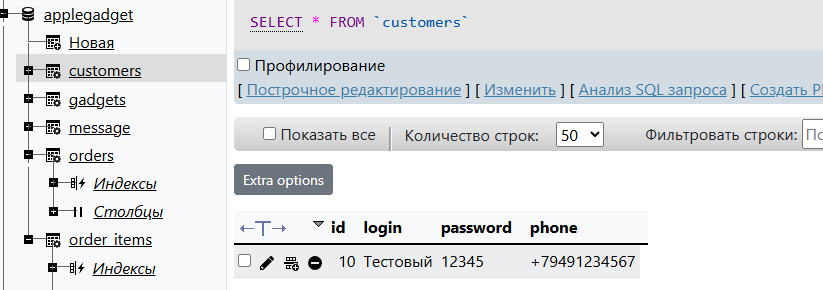 applegadget
Новая
customers
gadgets
message
orders
Индексы
Столбцы
order_items
Индексы
SELECT * FROM `customers`
Профилирование
[ Построчное редактирование ] [ Изменить ] [ Анализ SQL запроса ] [ Создать P
Показать все Количество строк: 50 Фильтровать строки: По
Extra options
←T→ id login password phone
10 Тестовый 12345 +79491234567